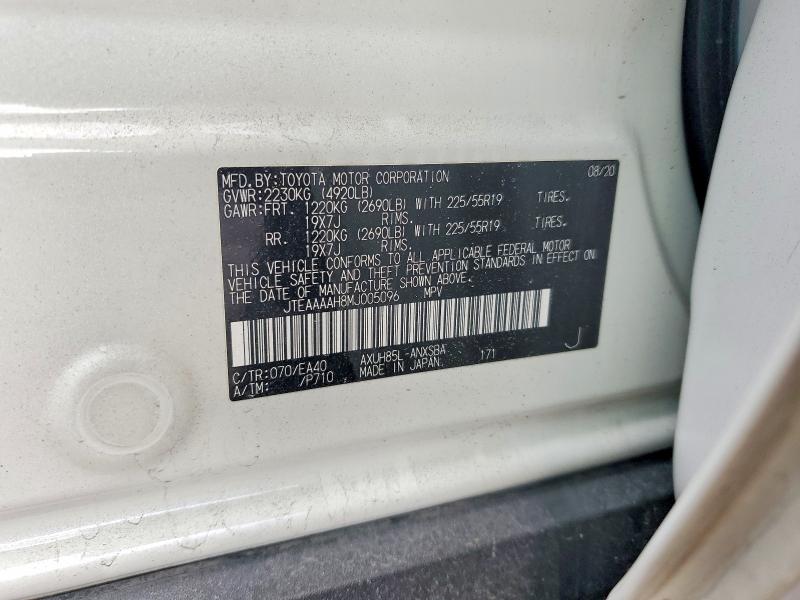 MFD.BY:TOYOTA MOTOR CORPORATION 08/20
GVWR:2230KG (4920LB)
GAWR:FRT. 1220KG (2690LB) WITH 225/55R19 TIRES.
19X7J RIMS.
RR. 1220KG (2690LB) WITH 225/55R19 TIRES.
19X7J RIMS.
THIS VEHICLE CONFORMS TO ALL APPLICABLE FEDERAL MOTOR
VEHICLE SAFETY AND THEFT PREVENTION STANDARDS IN EFFECT ON
THE DATE OF MANUFACTURE SHOWN ABOVE.
JTEAAAAH8MJ005096 MPV
C/TR:070/EA40 AXUH85L-ANXSBA 171 J
A/TM: /P710 MADE IN JAPAN.